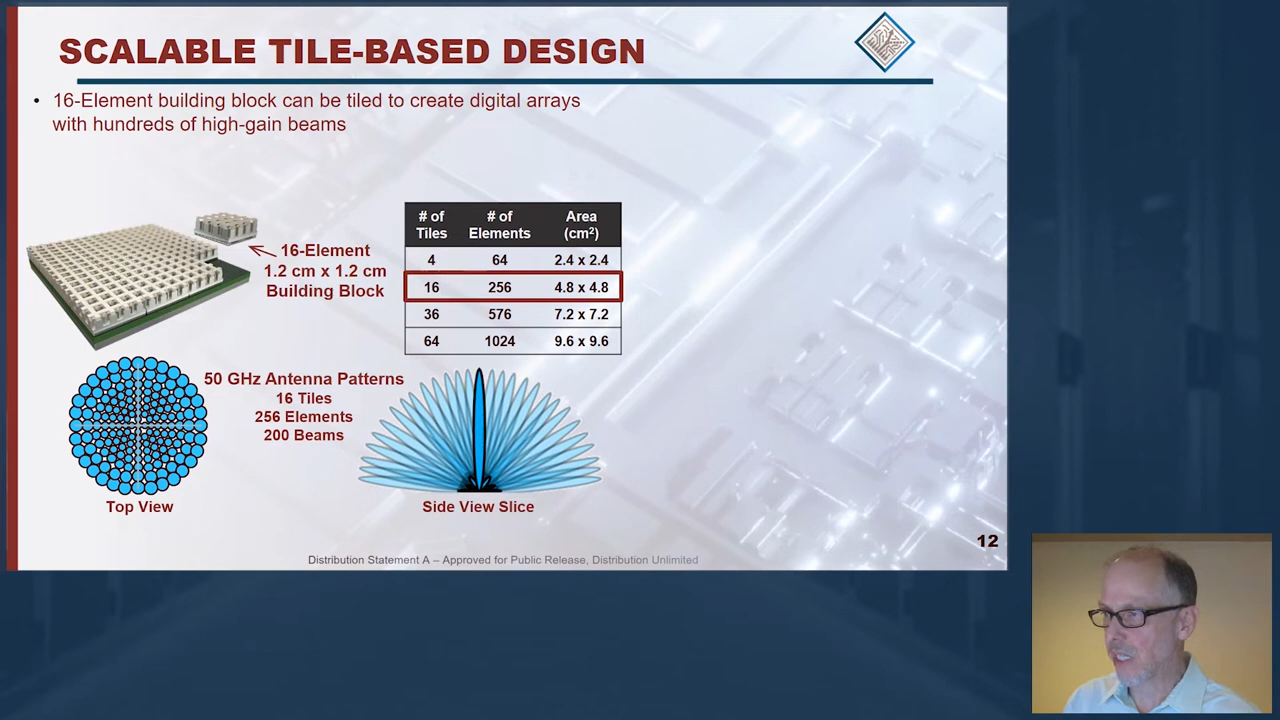 SCALABLE TILE-BASED DESIGN
• 16-Element building block can be tiled to create digital arrays
with hundreds of high-gain beams
16-Element
1.2 cm x 1.2 cm
Building Block
# of Tiles # of Elements Area (cm²)
4 64 2.4 x 2.4
16 256 4.8 x 4.8
36 576 7.2 x 7.2
64 1024 9.6 x 9.6
50 GHz Antenna Patterns
16 Tiles
256 Elements
200 Beams
Top View
Side View Slice
12
Distribution Statement A – Approved for Public Release, Distribution Unlimited